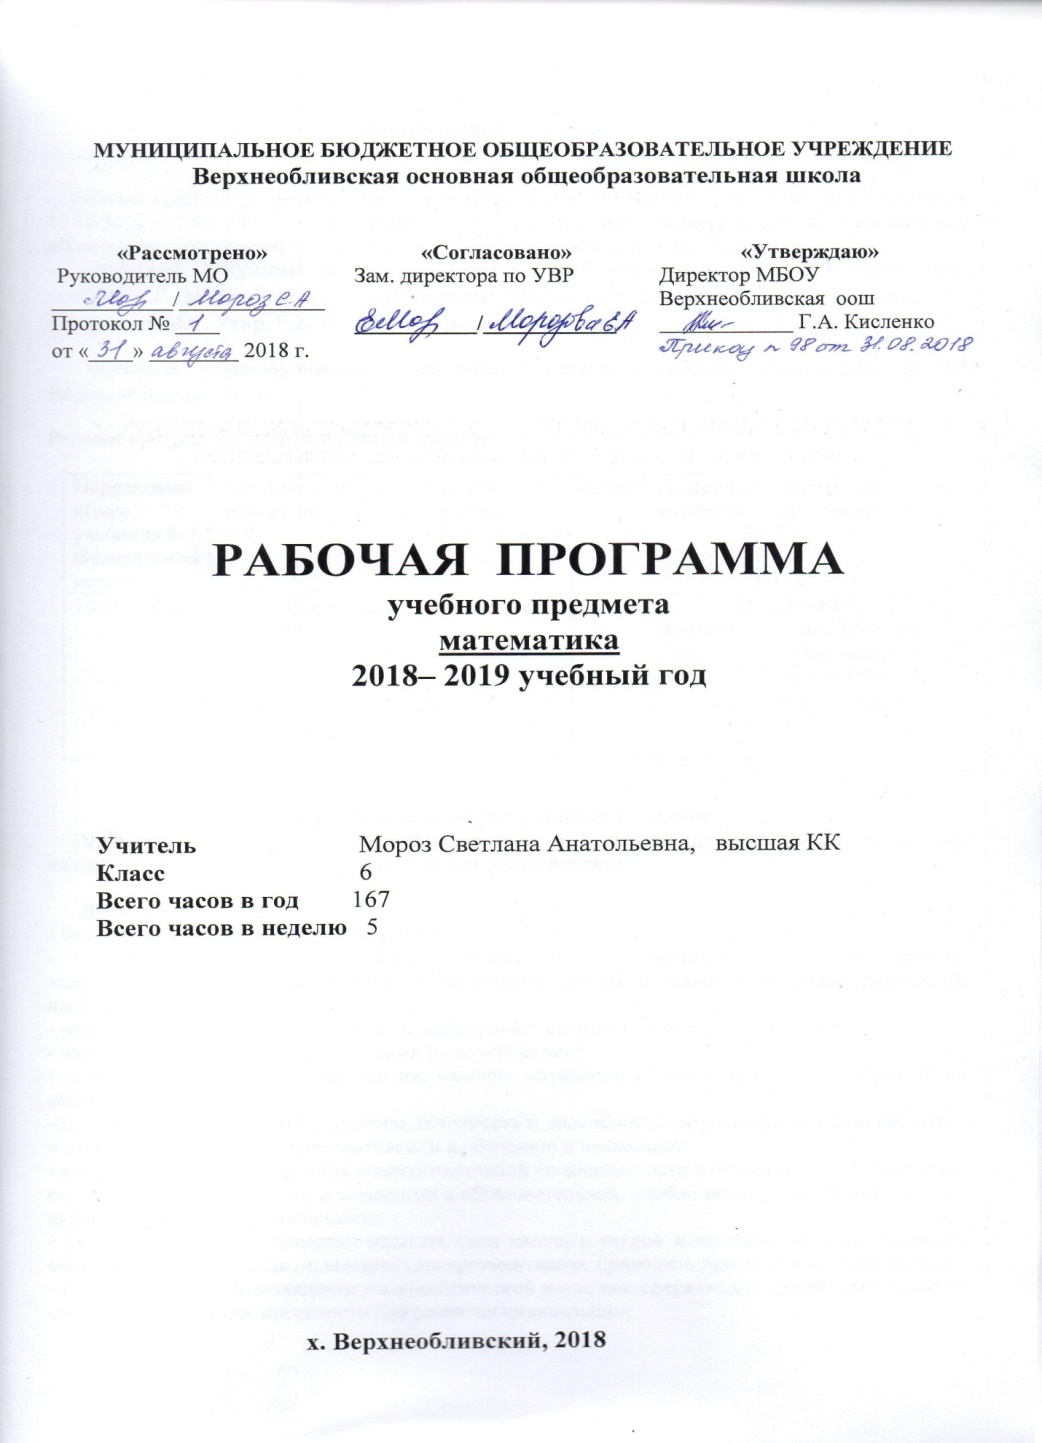 МУНИЦИПАЛЬНОЕ БЮДЖЕТНОЕ ОБЩЕОБРАЗОВАТЕЛЬНОЕ УЧРЕЖДЕНИЕ
Верхнеобливская основная общеобразовательная школа
«Рассмотрено»
Руководитель МО
Мор / Мороз С.А
Протокол № 1
от «31» августа 2018 г.
«Согласовано»
Зам. директора по УВР
ЕМор /
«Утверждаю»
Директор МБОУ
Верхнеобливская оош
Г.А. Кисленко
Приказ № 98 от 31.08.2018
РАБОЧАЯ ПРОГРАММА
учебного предмета
математика
2018– 2019 учебный год
Учитель Мороз Светлана Анатольевна, высшая КК
Класс 6
Всего часов в год 167
Всего часов в неделю 5
х. Верхнеобливский, 2018